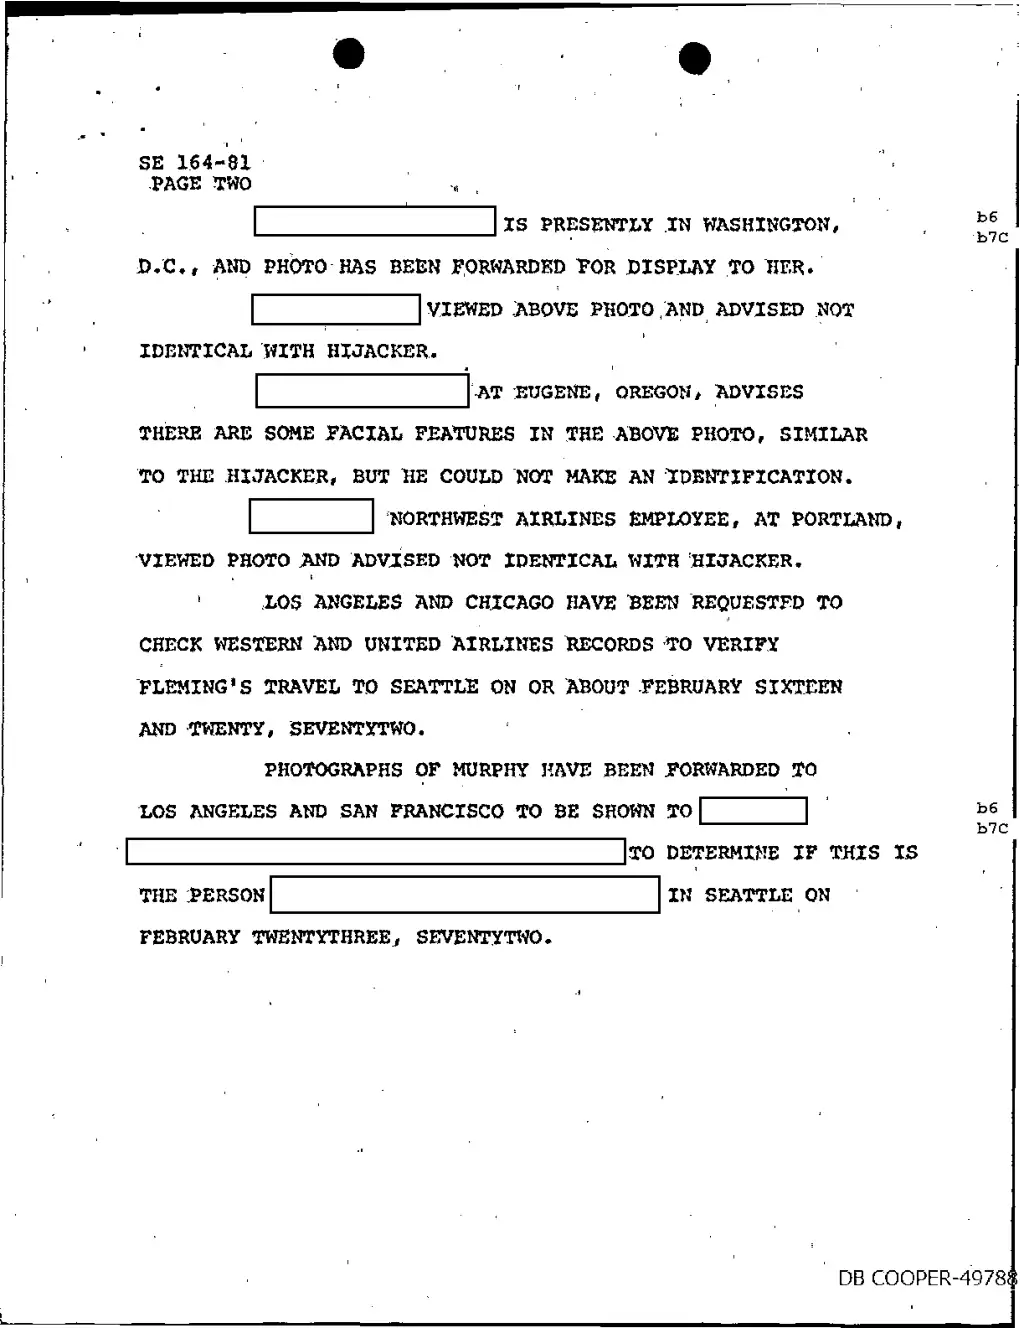 SE 164-81
PAGE TWO
IS PRESENTLY IN WASHINGTON, b6
b7C
D.C., AND PHOTO HAS BEEN FORWARDED FOR DISPLAY TO HER.
VIEWED ABOVE PHOTO AND ADVISED NOT
IDENTICAL WITH HIJACKER.
AT EUGENE, OREGON, ADVISES
THERE ARE SOME FACIAL FEATURES IN THE ABOVE PHOTO, SIMILAR
TO THE HIJACKER, BUT HE COULD NOT MAKE AN IDENTIFICATION.
NORTHWEST AIRLINES EMPLOYEE, AT PORTLAND,
VIEWED PHOTO AND ADVISED NOT IDENTICAL WITH HIJACKER.
LOS ANGELES AND CHICAGO HAVE BEEN REQUESTED TO
CHECK WESTERN AND UNITED AIRLINES RECORDS TO VERIFY
FLEMING'S TRAVEL TO SEATTLE ON OR ABOUT FEBRUARY SIXTEEN
AND TWENTY, SEVENTYTWO.
PHOTOGRAPHS OF MURPHY HAVE BEEN FORWARDED TO
LOS ANGELES AND SAN FRANCISCO TO BE SHOWN TO b6
b7C
TO DETERMINE IF THIS IS
THE PERSON IN SEATTLE ON
FEBRUARY TWENTYTHREE, SEVENTYTWO.
DB COOPER-49788